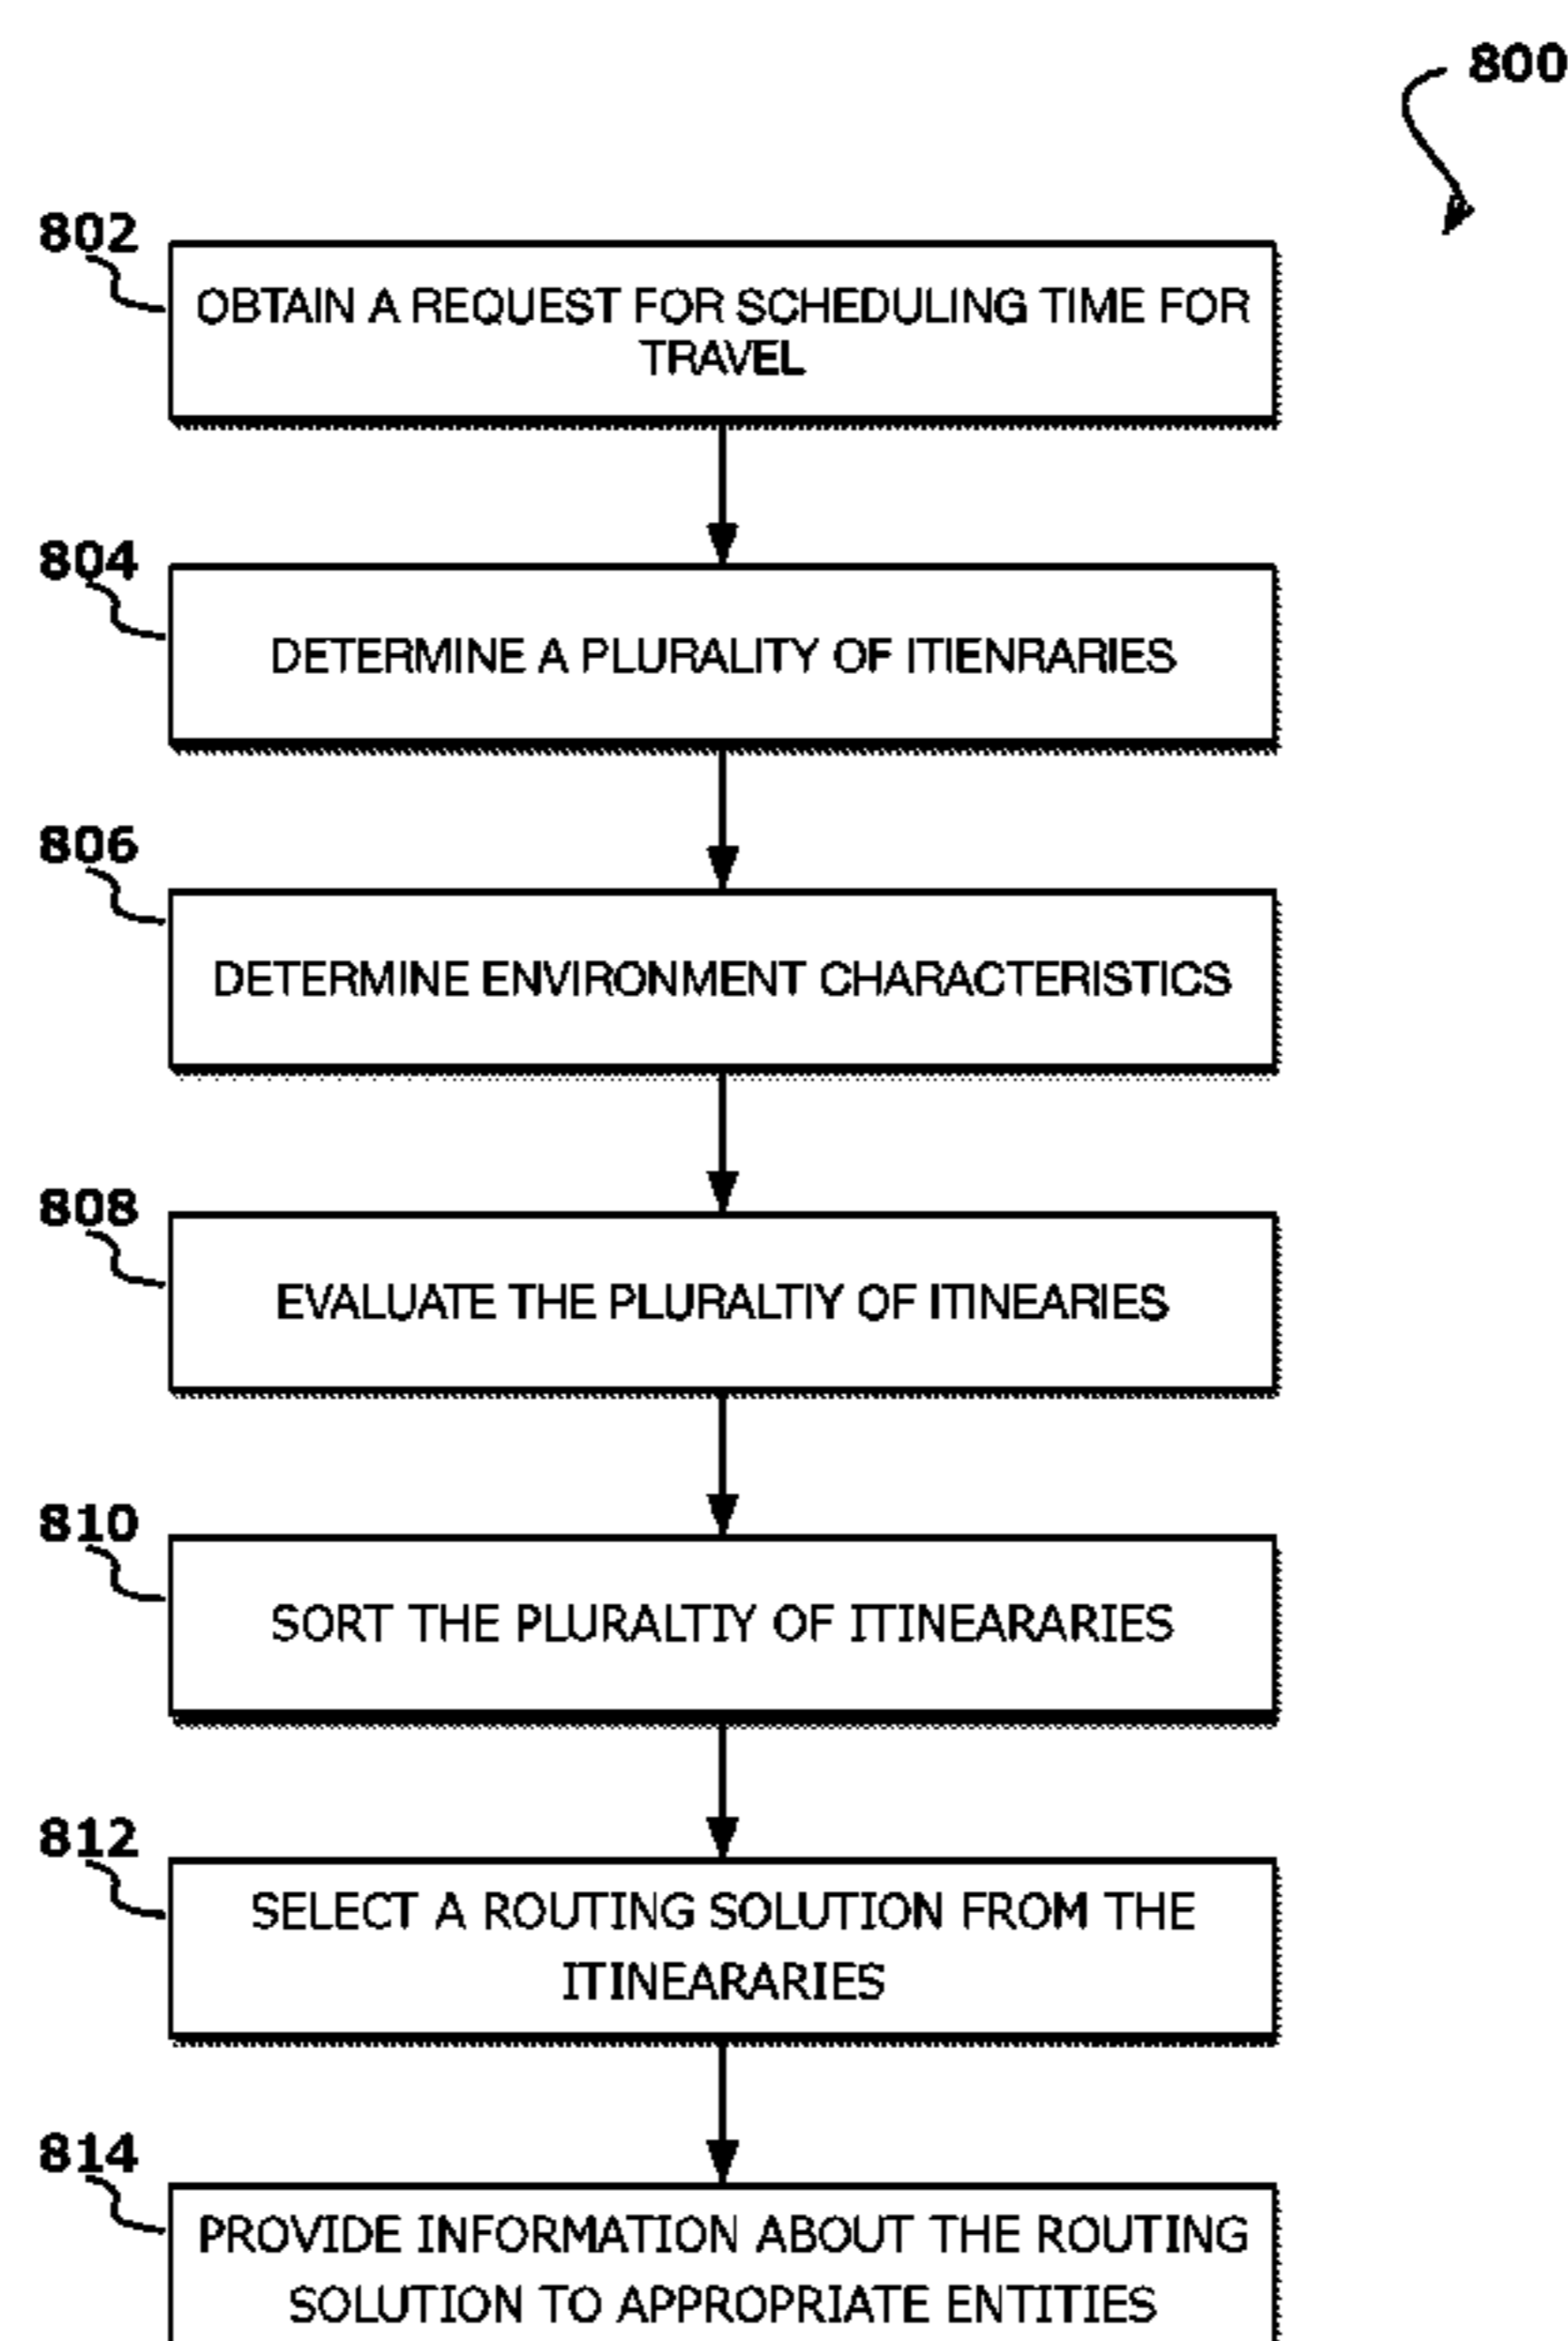 800
802
OBTAIN A REQUEST FOR SCHEDULING TIME FOR
TRAVEL
804
DETERMINE A PLURALITY OF ITIENRARIES
806
DETERMINE ENVIRONMENT CHARACTERISTICS
808
EVALUATE THE PLURALTIY OF ITINEARIES
810
SORT THE PLURALTIY OF ITINEARARIES
812
SELECT A ROUTING SOLUTION FROM THE
ITINEARARIES
814
PROVIDE INFORMATION ABOUT THE ROUTING
SOLUTION TO APPROPRIATE ENTITIES